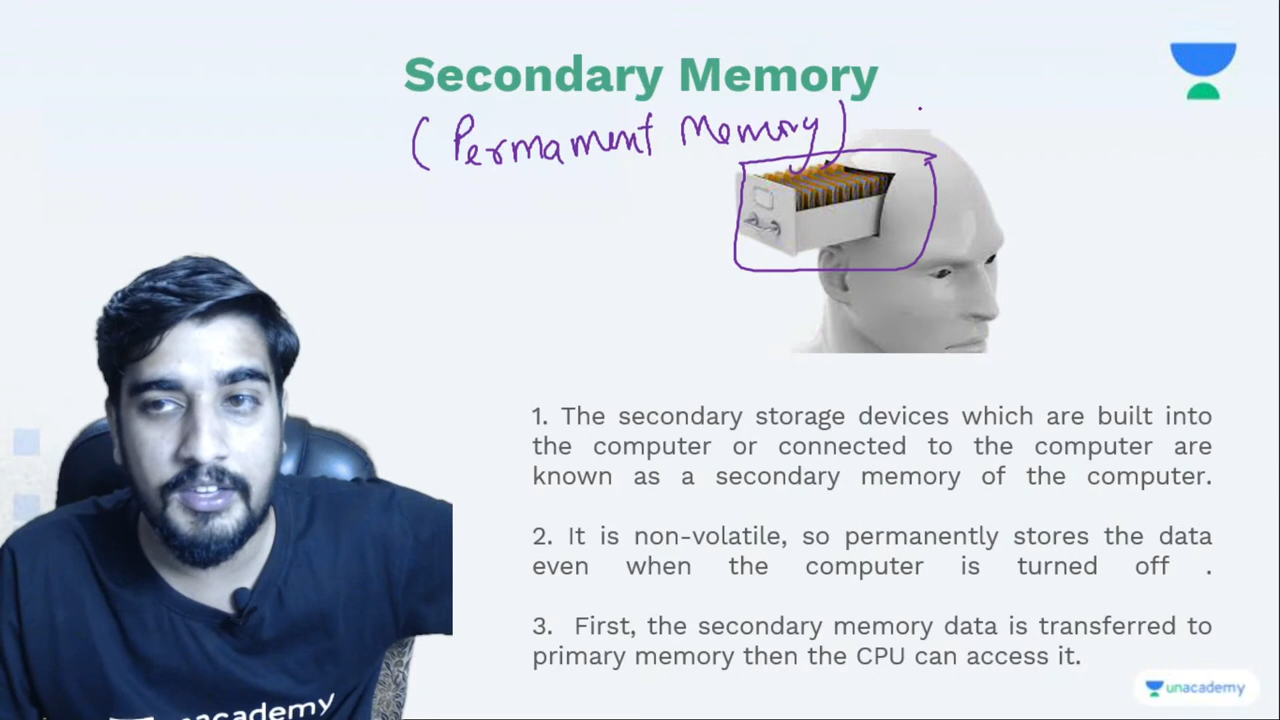 Secondary Memory
(Permament Memory)
1. The secondary storage devices which are built into
the computer or connected to the computer are
known as a secondary memory of the computer.
2. It is non-volatile, so permanently stores the data
even when the computer is turned off .
3. First, the secondary memory data is transferred to
primary memory then the CPU can access it.
unacademy
unacademy